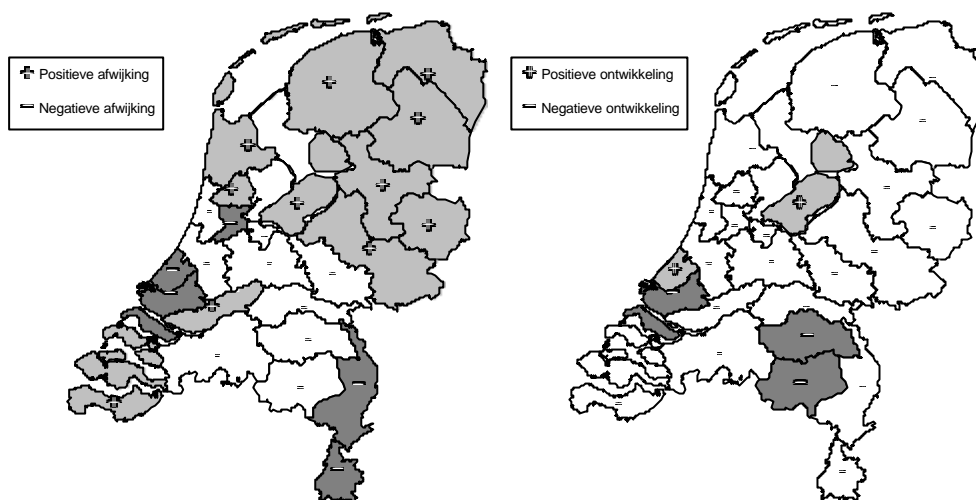 Positieve afwijking
Negatieve afwijking
Positieve ontwikkeling
Negatieve ontwikkeling